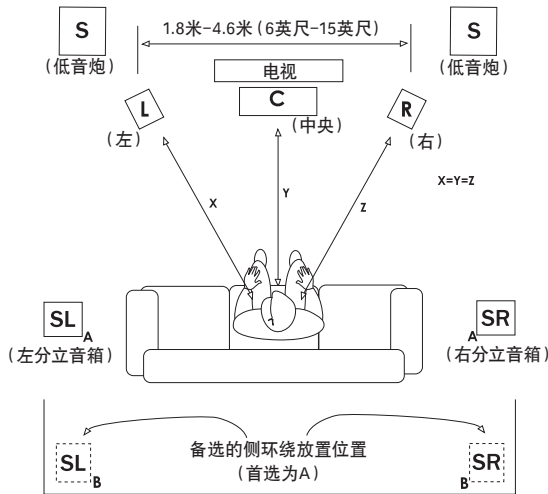 S
1.8米-4.6米(6英尺-15英尺)
S
(低音炮)
电视
(低音炮)
L
C
R
(左)
(中央)
(右)
X=Y=Z
X
Y
Z
SL
A
(左分立音箱)
SR
A
(右分立音箱)
备选的侧环绕放置位置
(首选为A)
SL
B
SR
B